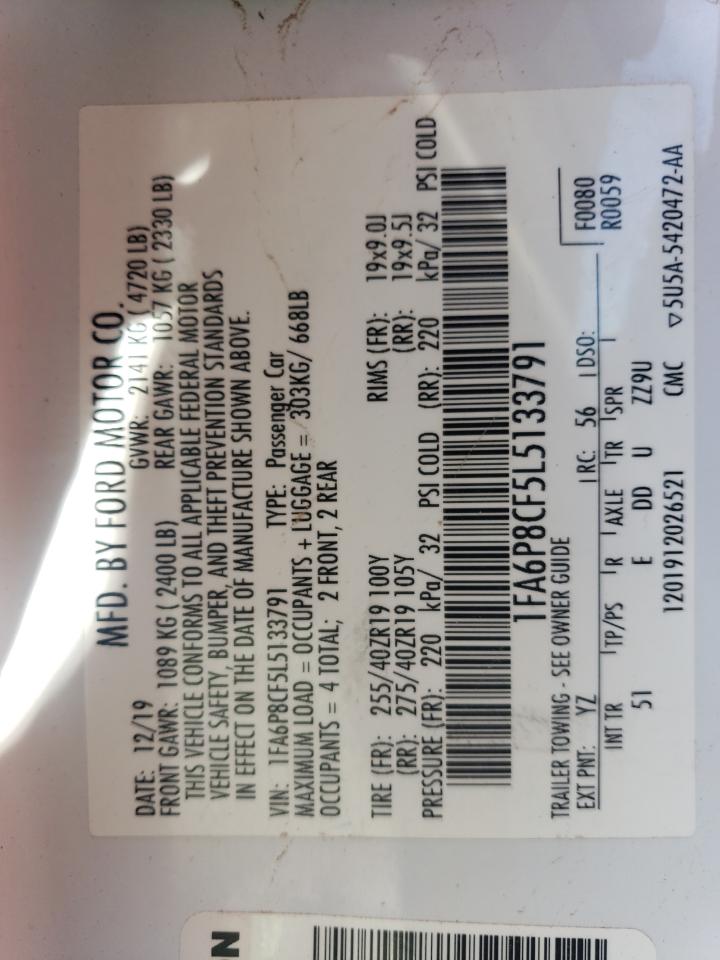 MFD. BY FORD MOTOR CO.
DATE: 12/19 GVWR: 2141 KG ( 4720 LB)
FRONT GAWR: 1089 KG ( 2400 LB) REAR GAWR: 1057 KG ( 2330 LB)
THIS VEHICLE CONFORMS TO ALL APPLICABLE FEDERAL MOTOR
VEHICLE SAFETY, BUMPER, AND THEFT PREVENTION STANDARDS
IN EFFECT ON THE DATE OF MANUFACTURE SHOWN ABOVE.
VIN: 1FA6P8CF5L5133791 TYPE: Passenger Car
MAXIMUM LOAD = OCCUPANTS + LUGGAGE = 303KG/ 668LB
OCCUPANTS = 4 TOTAL; 2 FRONT, 2 REAR
TIRE (FR): 255/40ZR19 100Y RIMS (FR): 19x9.0J
(RR): 275/40ZR19 105Y (RR): 19x9.5J
PRESSURE (FR): 220 kPa/ 32 PSI COLD (RR): 220 kPa/ 32 PSI COLD
1FA6P8CF5L5133791
TRAILER TOWING - SEE OWNER GUIDE
F0080
EXT PNT: YZ RC: 56 DSO: R0059
INT TR TP/PS R AXLE TR SPR
51 E DD U ZZ9U
1201912026521 CMC ▽5U5A-5420472-AA
ON